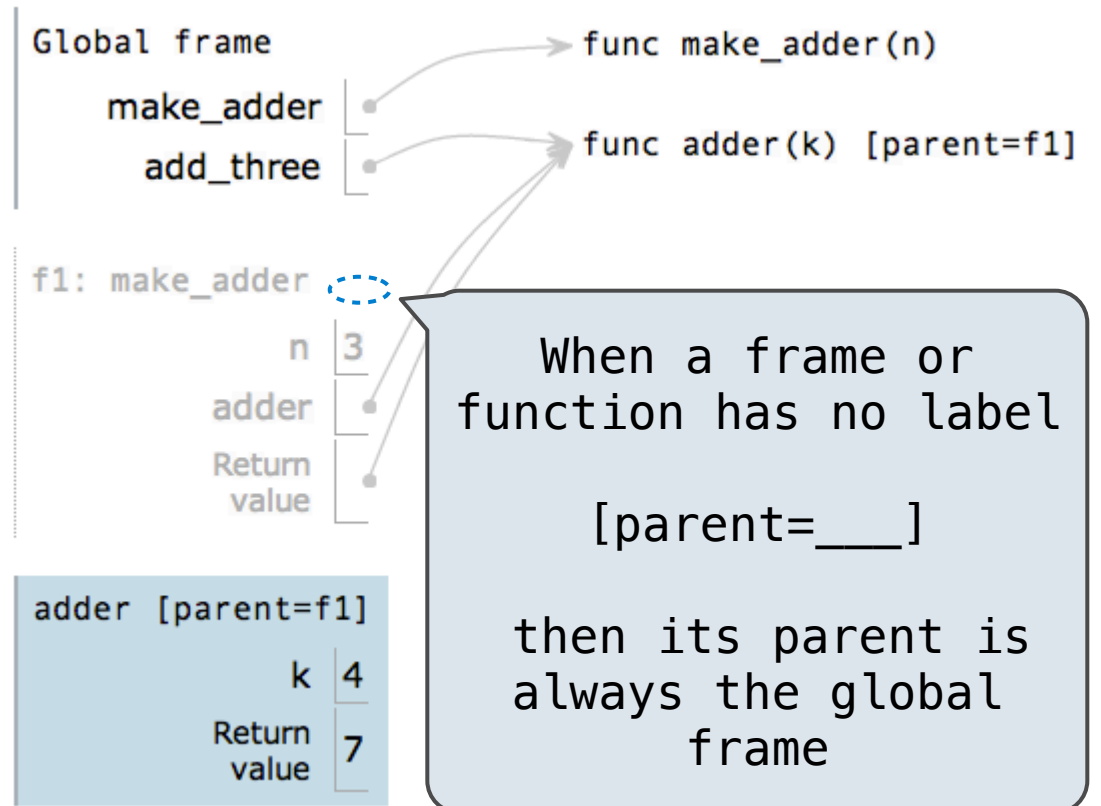 Global frame
func make_adder(n)
make_adder
func adder(k) [parent=f1]
add_three
f1: make_adder
n 3
adder
Return
value
When a frame or
function has no label
[parent=___]
then its parent is
always the global
frame
adder [parent=f1]
k 4
Return
value 7